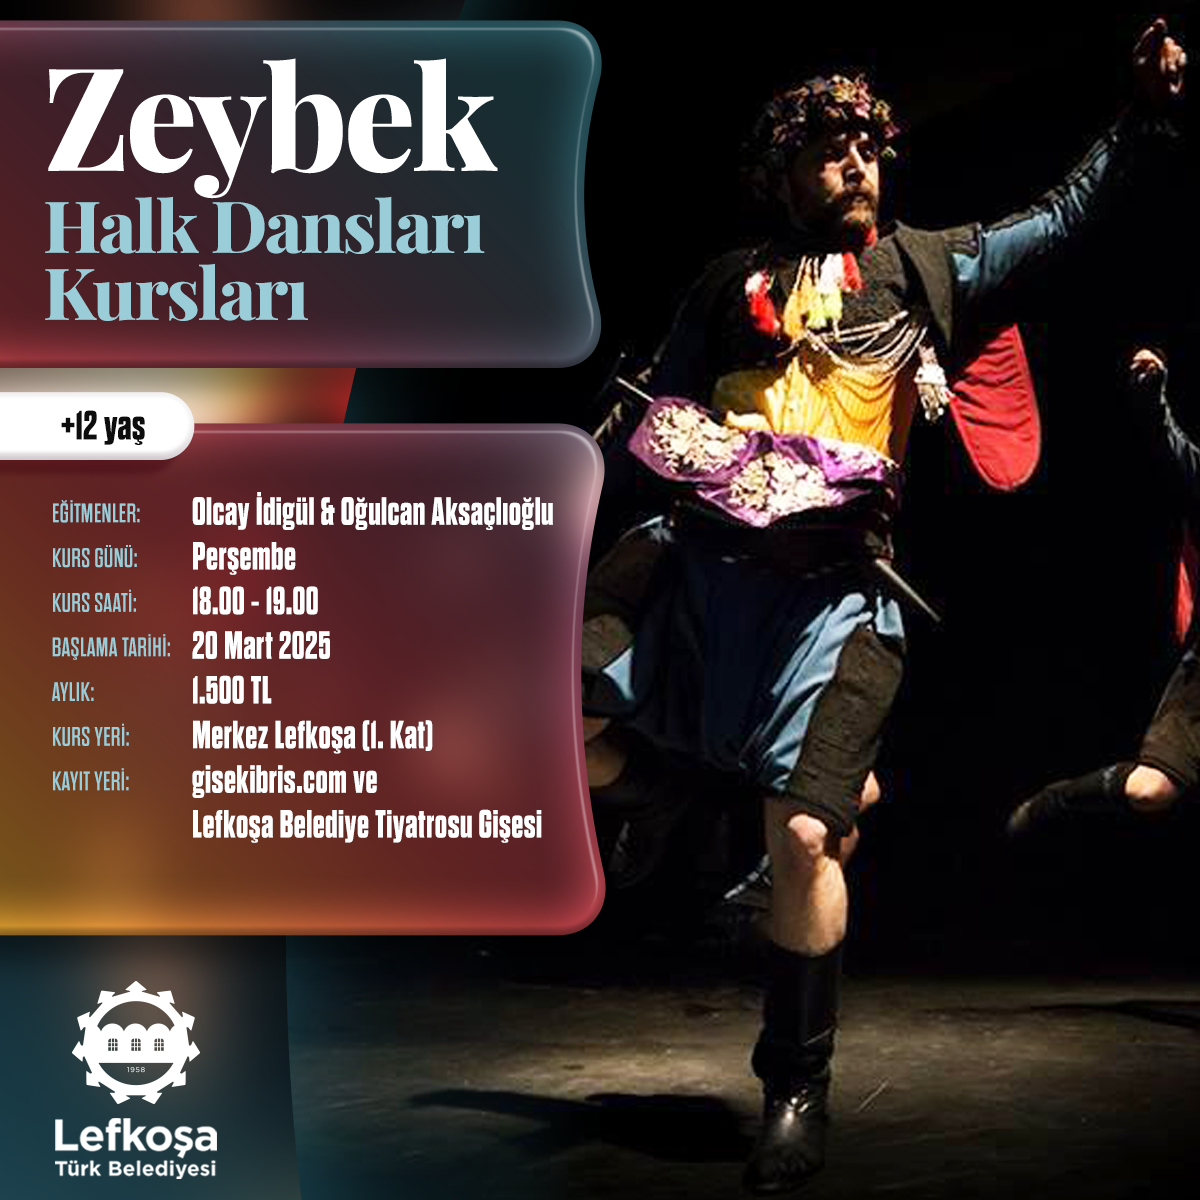 Zeybek
Halk Dansları
Kursları
+12 yaş
EĞİTMENLER: Olcay İdigül & Oğulcan Aksaçlıoğlu
KURS GÜNÜ: Perşembe
KURS SAATİ: 18.00 - 19.00
BAŞLAMA TARİHİ: 20 Mart 2025
AYLIK: 1.500 TL
KURS YERİ: Merkez Lefkoşa (1. Kat)
KAYIT YERİ: gisekibris.com ve
Lefkoşa Belediye Tiyatrosu Gişesi
1958
Lefkoşa
Türk Belediyesi